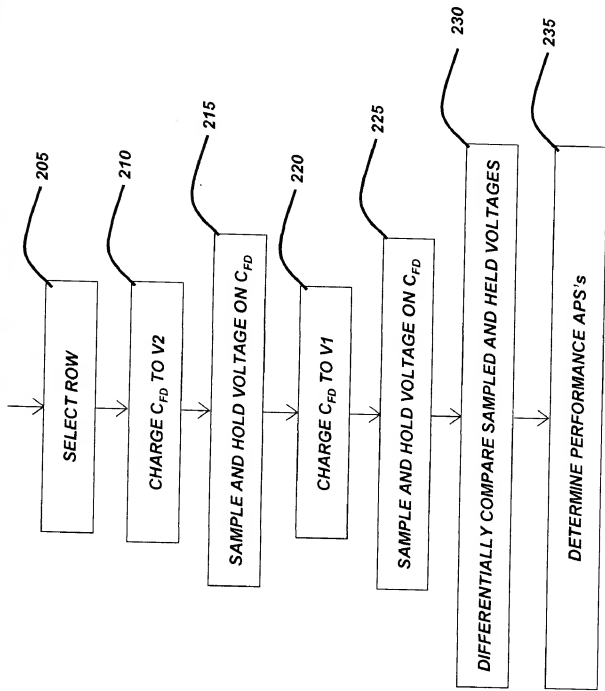 205
SELECT ROW
210
CHARGE C_FD TO V2
215
SAMPLE AND HOLD VOLTAGE ON C_FD
220
CHARGE C_FD TO V1
225
SAMPLE AND HOLD VOLTAGE ON C_FD
230
DIFFERENTIALLY COMPARE SAMPLED AND HELD VOLTAGES
235
DETERMINE PERFORMANCE APS's